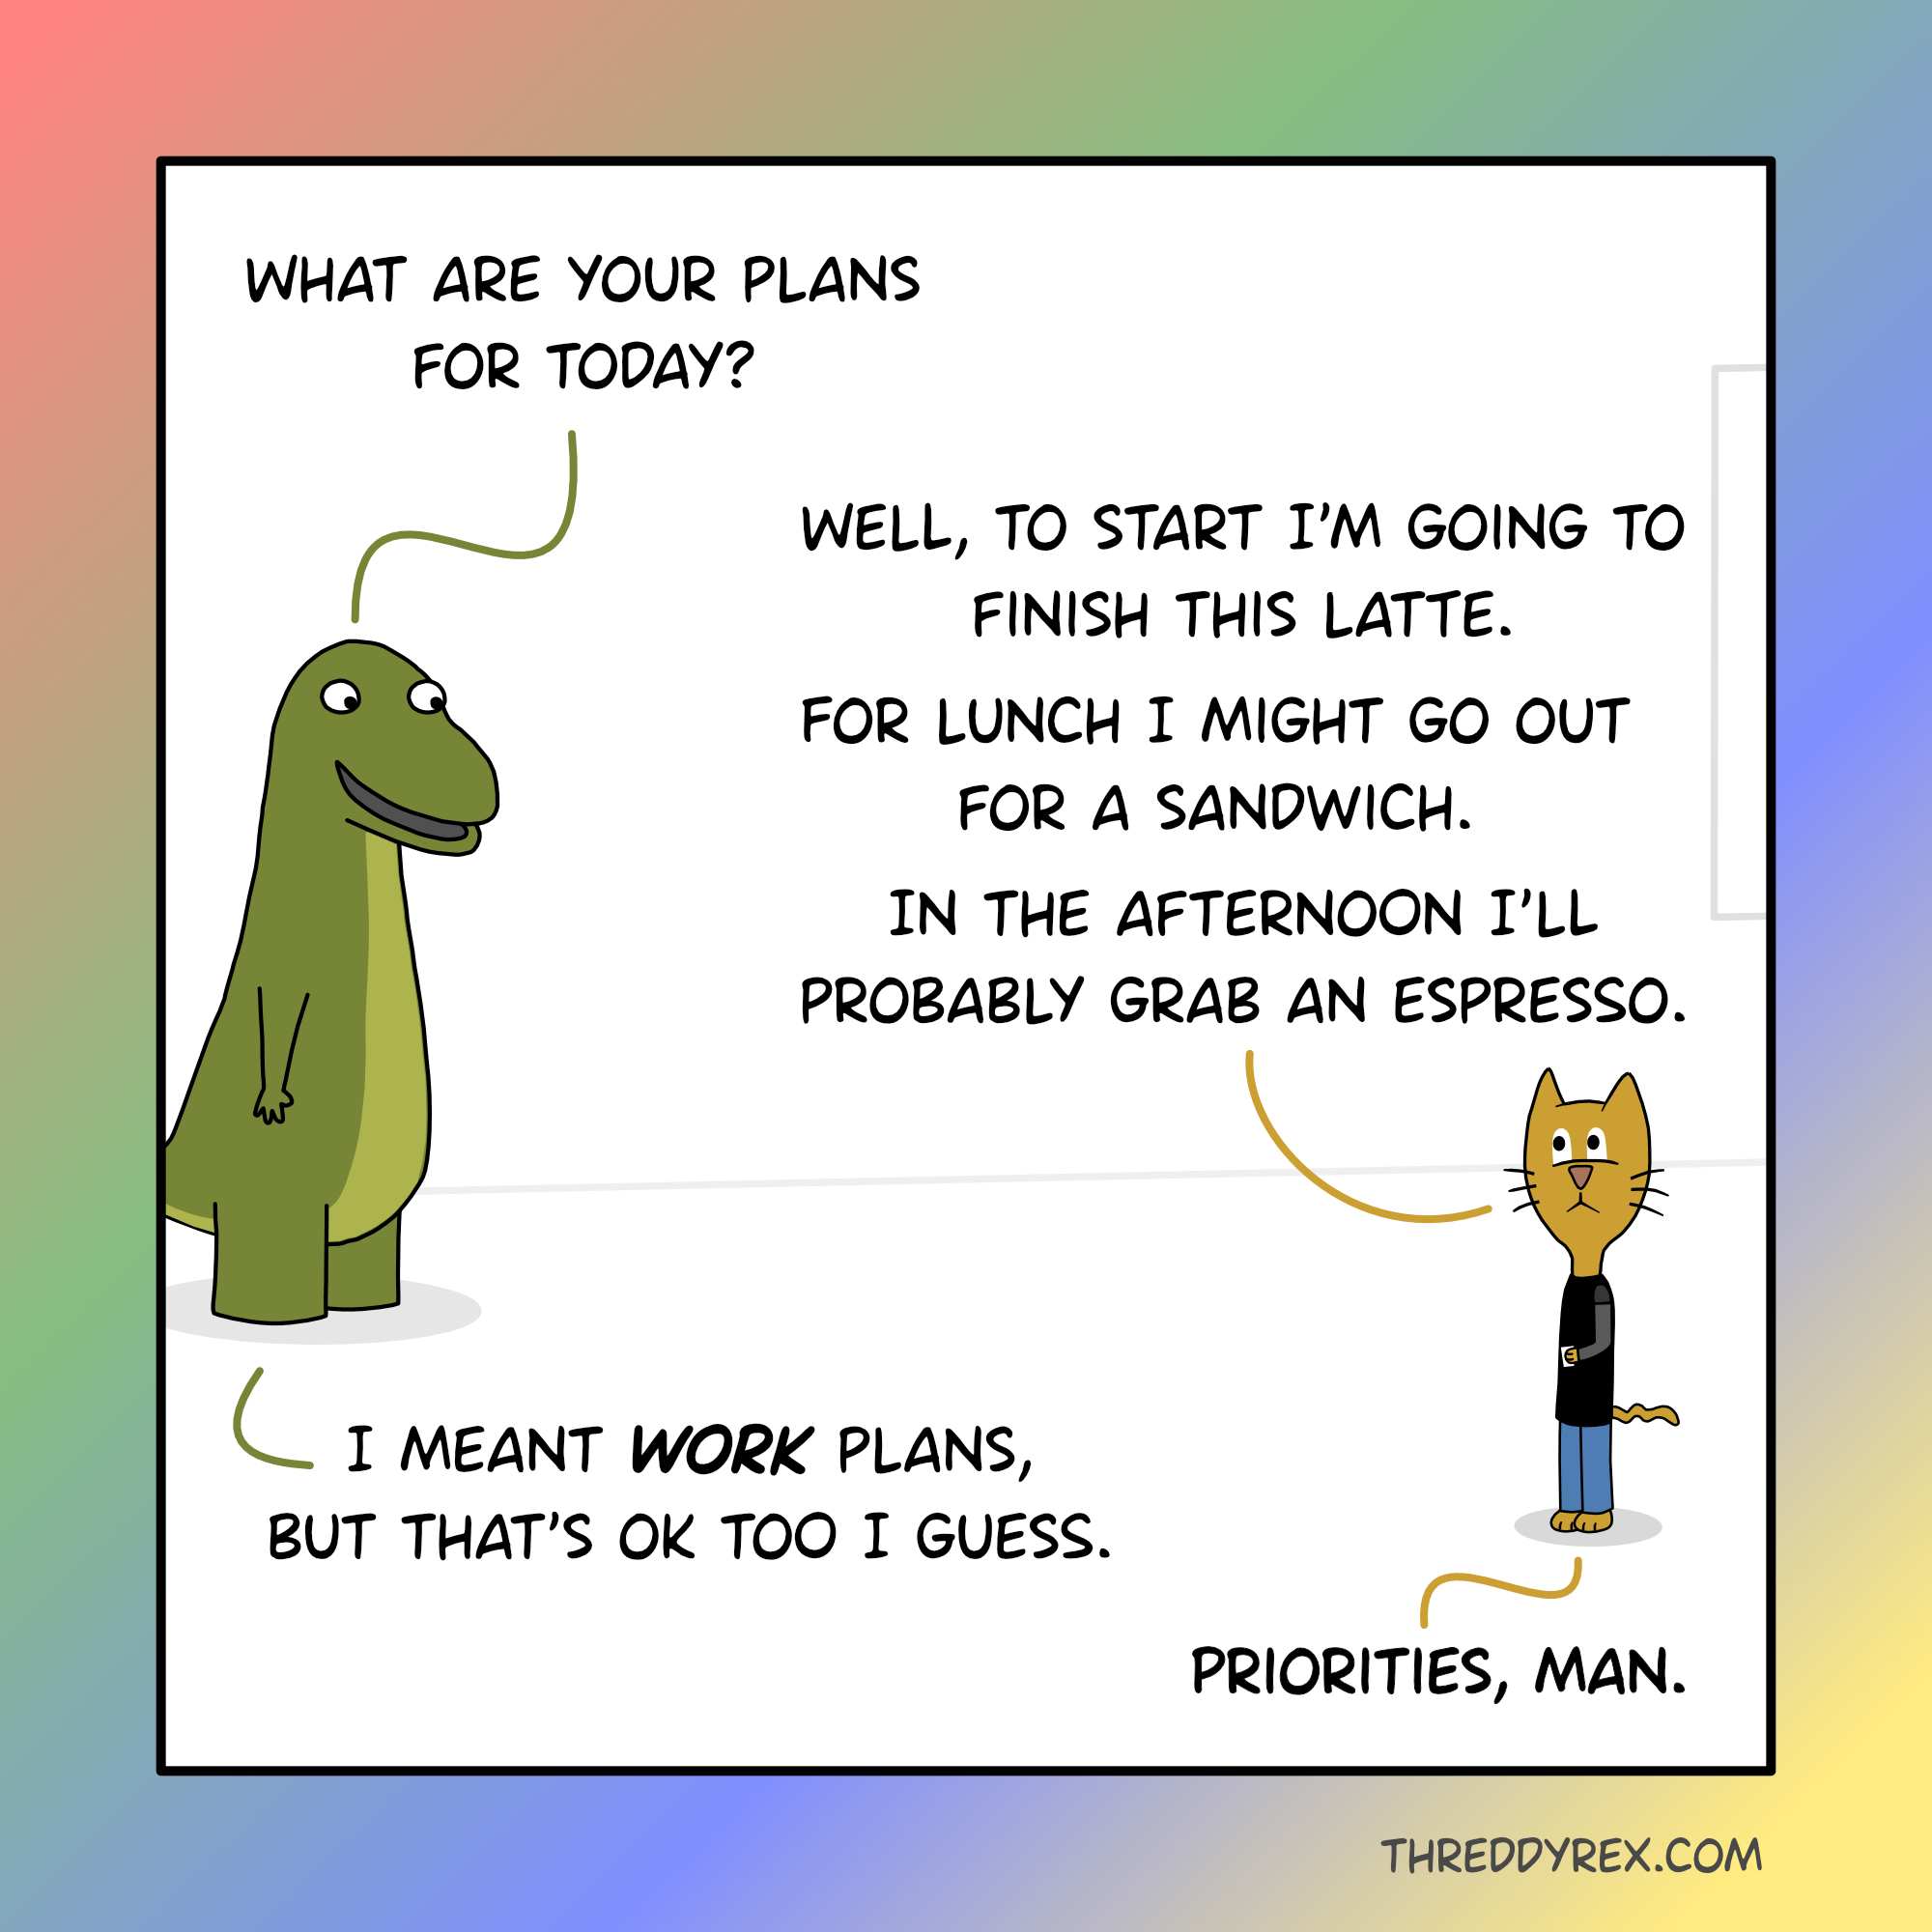 WHAT ARE YOUR PLANS
FOR TODAY?
WELL, TO START I'M GOING TO
FINISH THIS LATTE.
FOR LUNCH I MIGHT GO OUT
FOR A SANDWICH.
IN THE AFTERNOON I'LL
PROBABLY GRAB AN ESPRESSO.
I MEANT WORK PLANS,
BUT THAT'S OK TOO I GUESS.
PRIORITIES, MAN.
THREDDYREX.COM